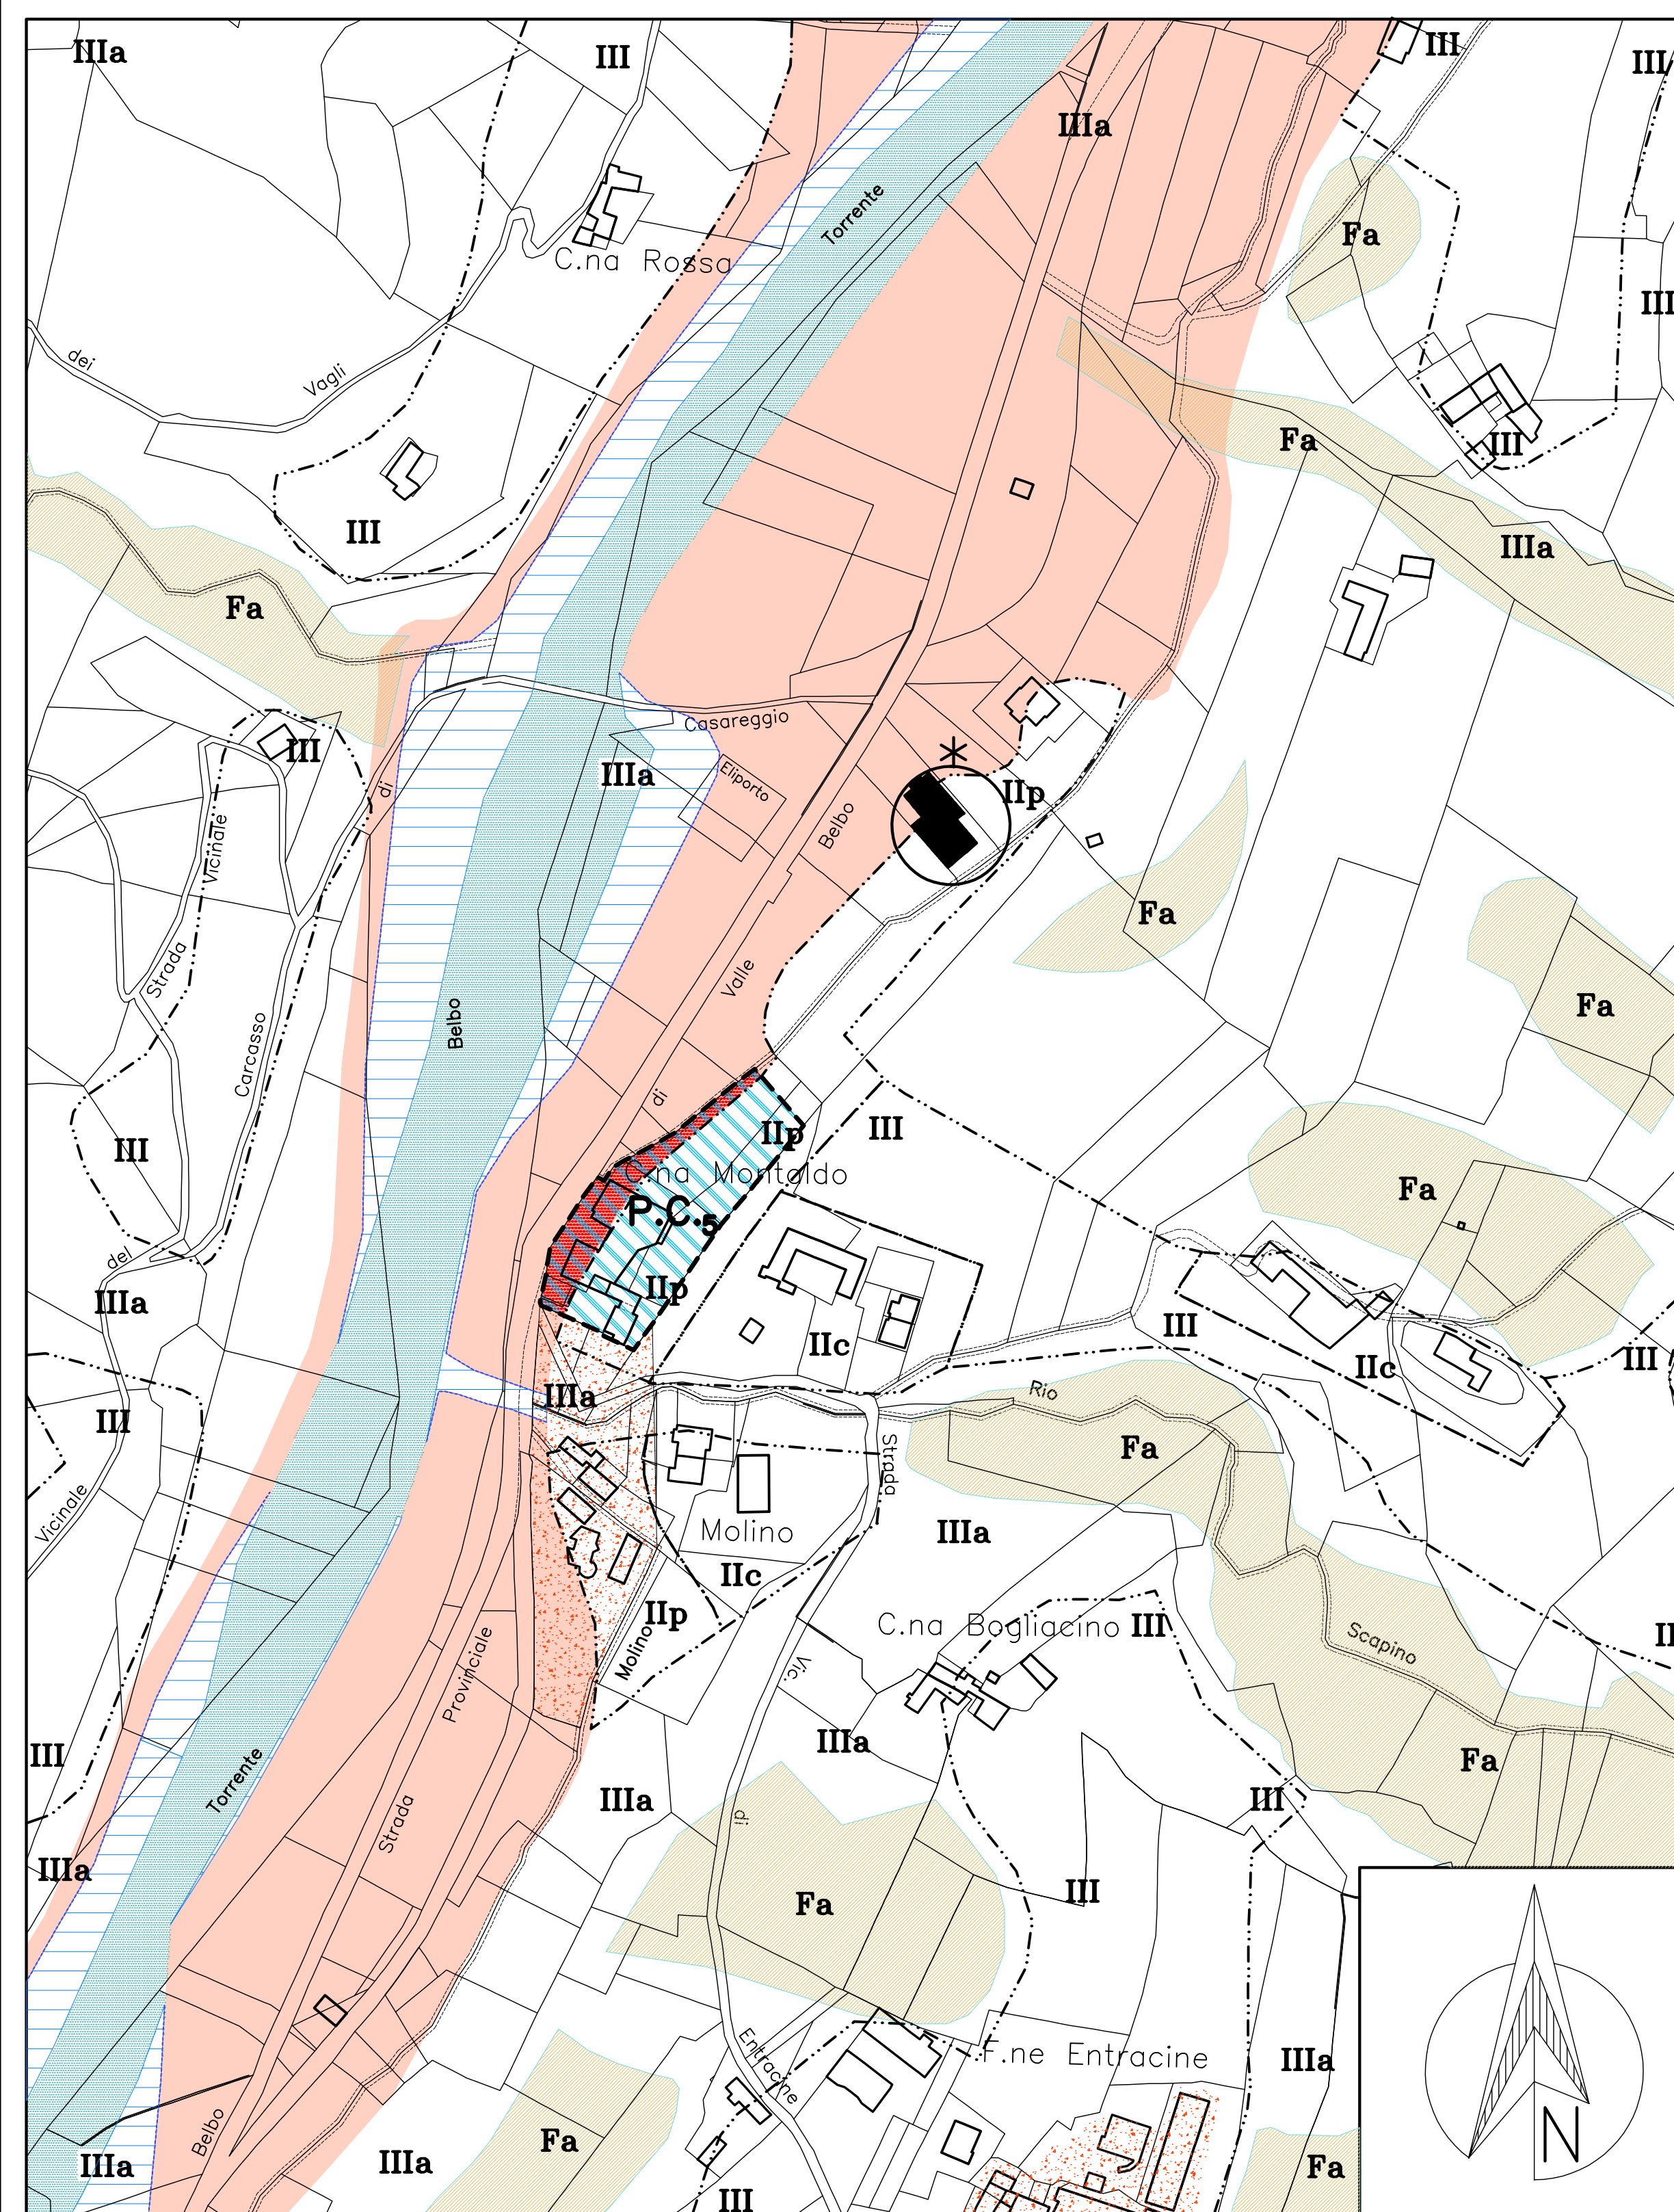 IIIa
III
III
III
IIIa
Torrente
Fa
C.na Rossa
III
dei
Vagli
Fa
III
III
IIIa
Fa
Casareggio
III
di
IIIa
Eliporto
*
IIp
Belbo
Vicinale
Fa
Strada
Valle
Fa
Belbo
Carcasso
di
III
IIp
III
C.na Montaldo
Fa
P.C.5
del
IIIa
IIp
III
IIc
IIc
III
IIIa
Rio
III
Fa
Strada
Vicinale
Molino
IIIa
IIc
IIp
C.na Bogliacino
III
Molino
Scapino
Vic.
Provinciale
IIIa
III
Fa
Torrente
IIIa
III
di
Strada
IIIa
III
Fa
F.ne Entracine
IIIa
Entracine
Belbo
Fa
IIIa
IIIa
Fa
III
N